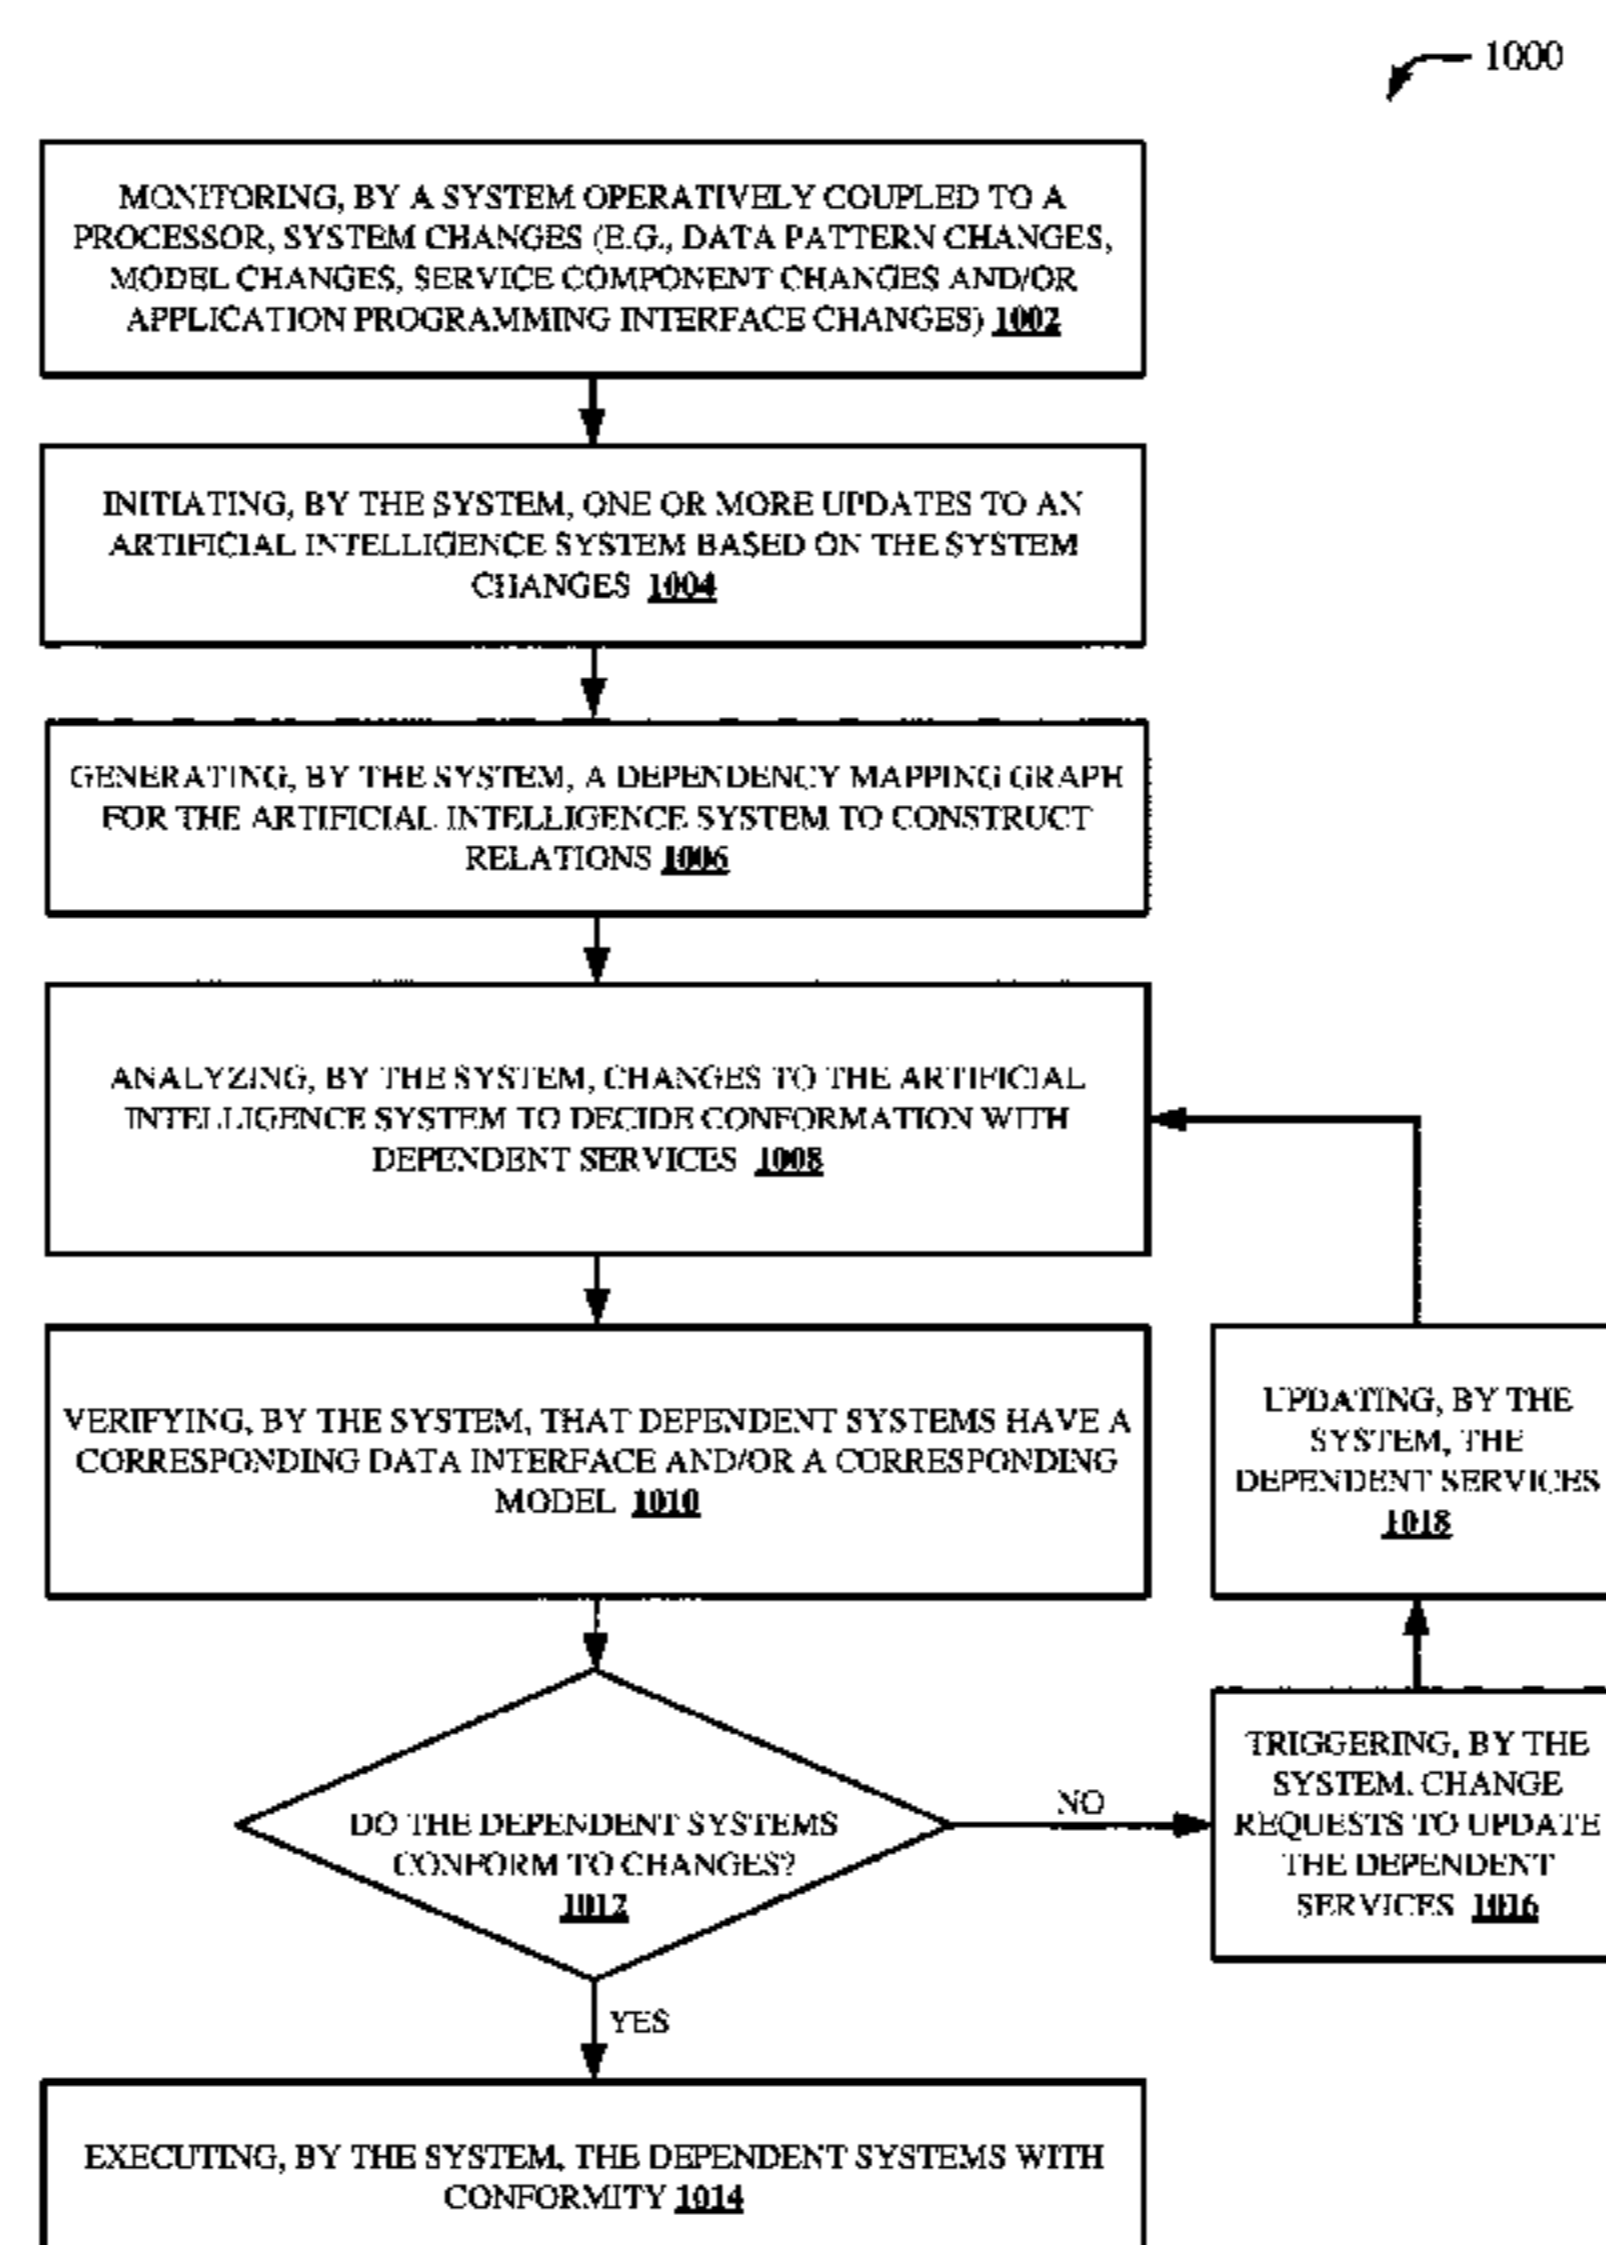 1000
MONITORING, BY A SYSTEM OPERATIVELY COUPLED TO A
PROCESSOR, SYSTEM CHANGES (E.G., DATA PATTERN CHANGES,
MODEL CHANGES, SERVICE COMPONENT CHANGES AND/OR
APPLICATION PROGRAMMING INTERFACE CHANGES) 1002
INITIATING, BY THE SYSTEM, ONE OR MORE UPDATES TO AN
ARTIFICIAL INTELLIGENCE SYSTEM BASED ON THE SYSTEM
CHANGES 1004
GENERATING, BY THE SYSTEM, A DEPENDENCY MAPPING GRAPH
FOR THE ARTIFICIAL INTELLIGENCE SYSTEM TO CONSTRUCT
RELATIONS 1006
ANALYZING, BY THE SYSTEM, CHANGES TO THE ARTIFICIAL
INTELLIGENCE SYSTEM TO DECIDE CONFORMATION WITH
DEPENDENT SERVICES 1008
VERIFYING, BY THE SYSTEM, THAT DEPENDENT SYSTEMS HAVE A
CORRESPONDING DATA INTERFACE AND/OR A CORRESPONDING
MODEL 1010
UPDATING, BY THE
SYSTEM, THE
DEPENDENT SERVICES
1018
DO THE DEPENDENT SYSTEMS
CONFORM TO CHANGES?
1012
NO
TRIGGERING, BY THE
SYSTEM, CHANGE
REQUESTS TO UPDATE
THE DEPENDENT
SERVICES 1016
YES
EXECUTING, BY THE SYSTEM, THE DEPENDENT SYSTEMS WITH
CONFORMITY 1014